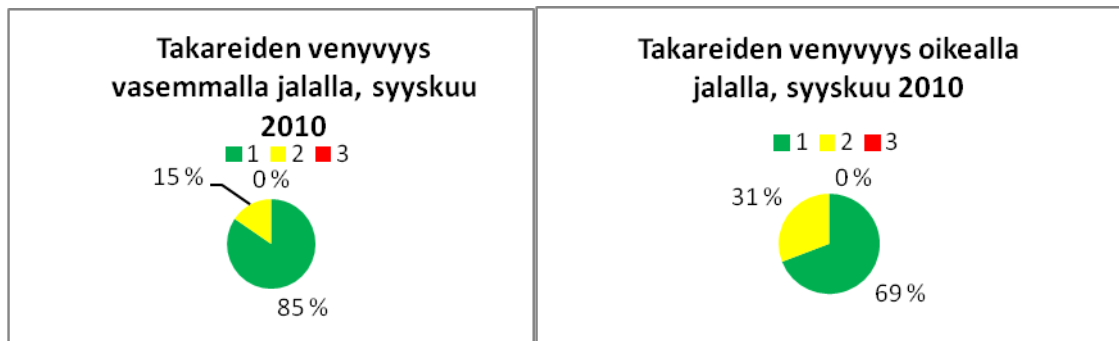 Takareiden venyvyys
vasemmalla jalalla, syyskuu
2010
1 2 3
15 % 0 %
85 %
Takareiden venyvyys oikealla
jalalla, syyskuu 2010
1 2 3
0 %
31 %
69 %